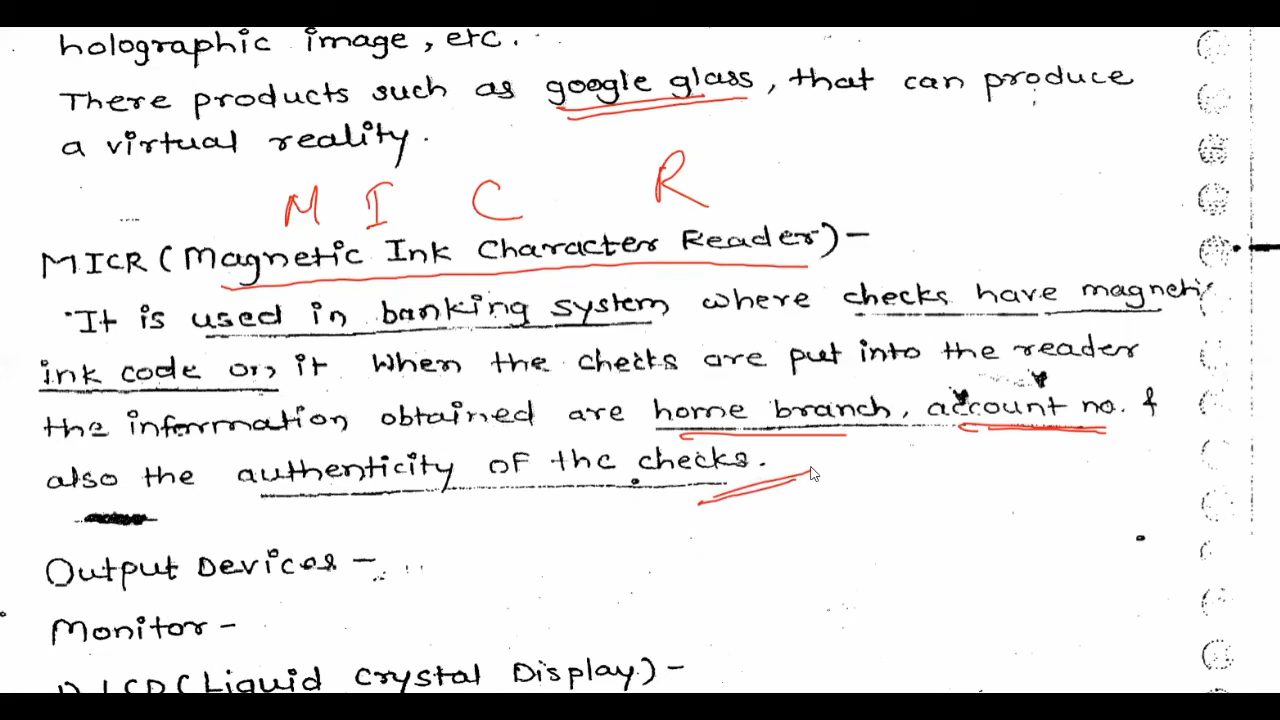 holographic image, etc.
There products such as google glass, that can produce
a virtual reality.
M I C R
MICR (Magnetic Ink Character Reader) -
It is used in banking system where checks have magneti
ink code on it When the checks are put into the reader
the information obtained are home branch, account no. &
also the authenticity of the checks.
Output Devices -
Monitor -
1) LCD (Liquid Crystal Display) -